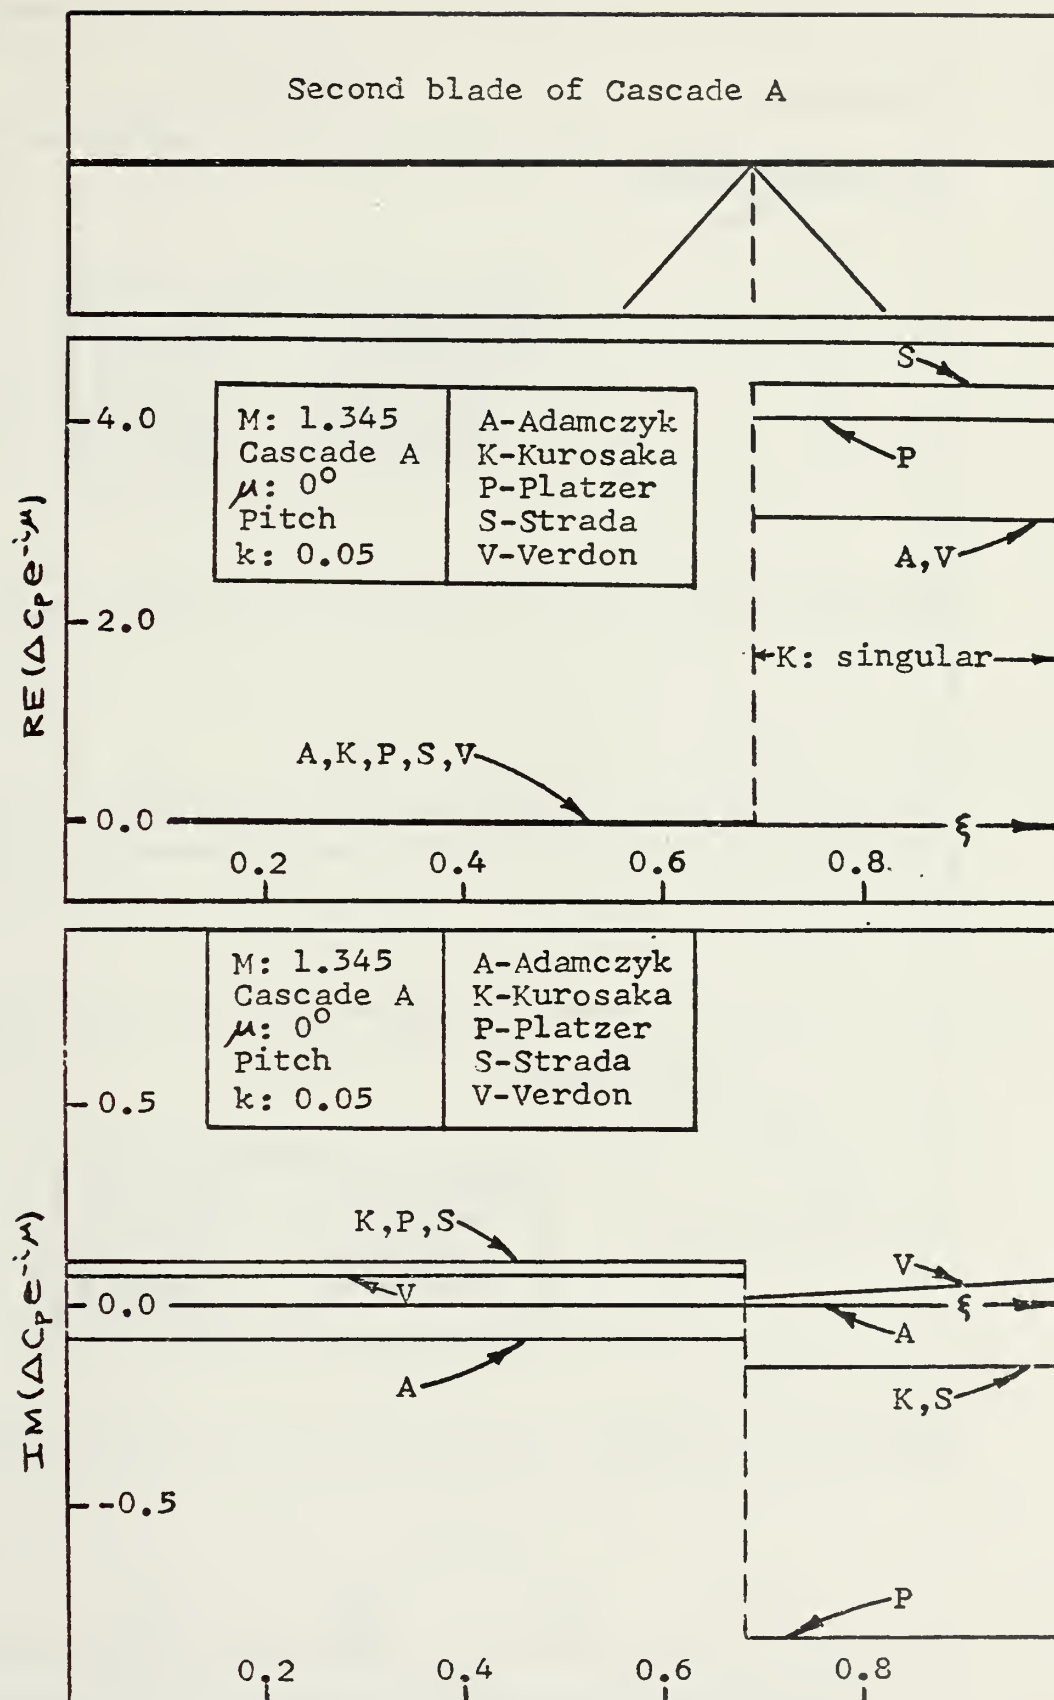 Second blade of Cascade A
S
4.0
M: 1.345
Cascade A
μ: 0°
Pitch
k: 0.05
A-Adamczyk
K-Kurosaka
P-Platzer
S-Strada
V-Verdon
P
A,V
2.0
K: singular
RE(ΔCₚe⁻ⁱμ)
A,K,P,S,V
0.0
ξ
0.2 0.4 0.6 0.8
M: 1.345
Cascade A
μ: 0°
Pitch
k: 0.05
A-Adamczyk
K-Kurosaka
P-Platzer
S-Strada
V-Verdon
0.5
K,P,S
V
V
0.0
ξ
A
A
K,S
IM(ΔCₚe⁻ⁱμ)
-0.5
P
0.2 0.4 0.6 0.8